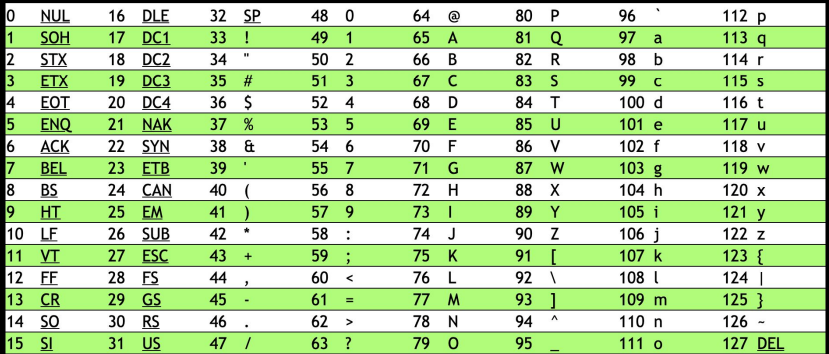 0 NUL 16 DLE 32 SP 48 0 64 @ 80 P 96 ` 112 p
1 SOH 17 DC1 33 ! 49 1 65 A 81 Q 97 a 113 q
2 STX 18 DC2 34 " 50 2 66 B 82 R 98 b 114 r
3 ETX 19 DC3 35 # 51 3 67 C 83 S 99 c 115 s
4 EOT 20 DC4 36 $ 52 4 68 D 84 T 100 d 116 t
5 ENQ 21 NAK 37 % 53 5 69 E 85 U 101 e 117 u
6 ACK 22 SYN 38 & 54 6 70 F 86 V 102 f 118 v
7 BEL 23 ETB 39 ' 55 7 71 G 87 W 103 g 119 w
8 BS 24 CAN 40 ( 56 8 72 H 88 X 104 h 120 x
9 HT 25 EM 41 ) 57 9 73 I 89 Y 105 i 121 y
10 LF 26 SUB 42 * 58 : 74 J 90 Z 106 j 122 z
11 VT 27 ESC 43 + 59 ; 75 K 91 [ 107 k 123 {
12 FF 28 FS 44 , 60 < 76 L 92 \ 108 l 124 |
13 CR 29 GS 45 - 61 = 77 M 93 ] 109 m 125 }
14 SO 30 RS 46 . 62 > 78 N 94 ^ 110 n 126 ~
15 SI 31 US 47 / 63 ? 79 O 95 _ 111 o 127 DEL